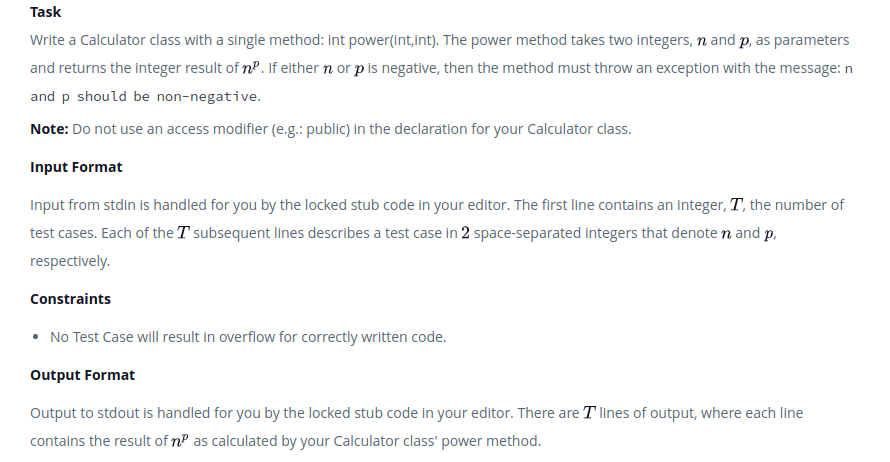 Task
Write a Calculator class with a single method: int power(int,int). The power method takes two integers, n and p, as parameters
and returns the integer result of nᵖ. If either n or p is negative, then the method must throw an exception with the message: n
and p should be non-negative.
Note: Do not use an access modifier (e.g.: public) in the declaration for your Calculator class.
Input Format
Input from stdin is handled for you by the locked stub code in your editor. The first line contains an integer, T, the number of
test cases. Each of the T subsequent lines describes a test case in 2 space-separated integers that denote n and p,
respectively.
Constraints
• No Test Case will result in overflow for correctly written code.
Output Format
Output to stdout is handled for you by the locked stub code in your editor. There are T lines of output, where each line
contains the result of nᵖ as calculated by your Calculator class' power method.